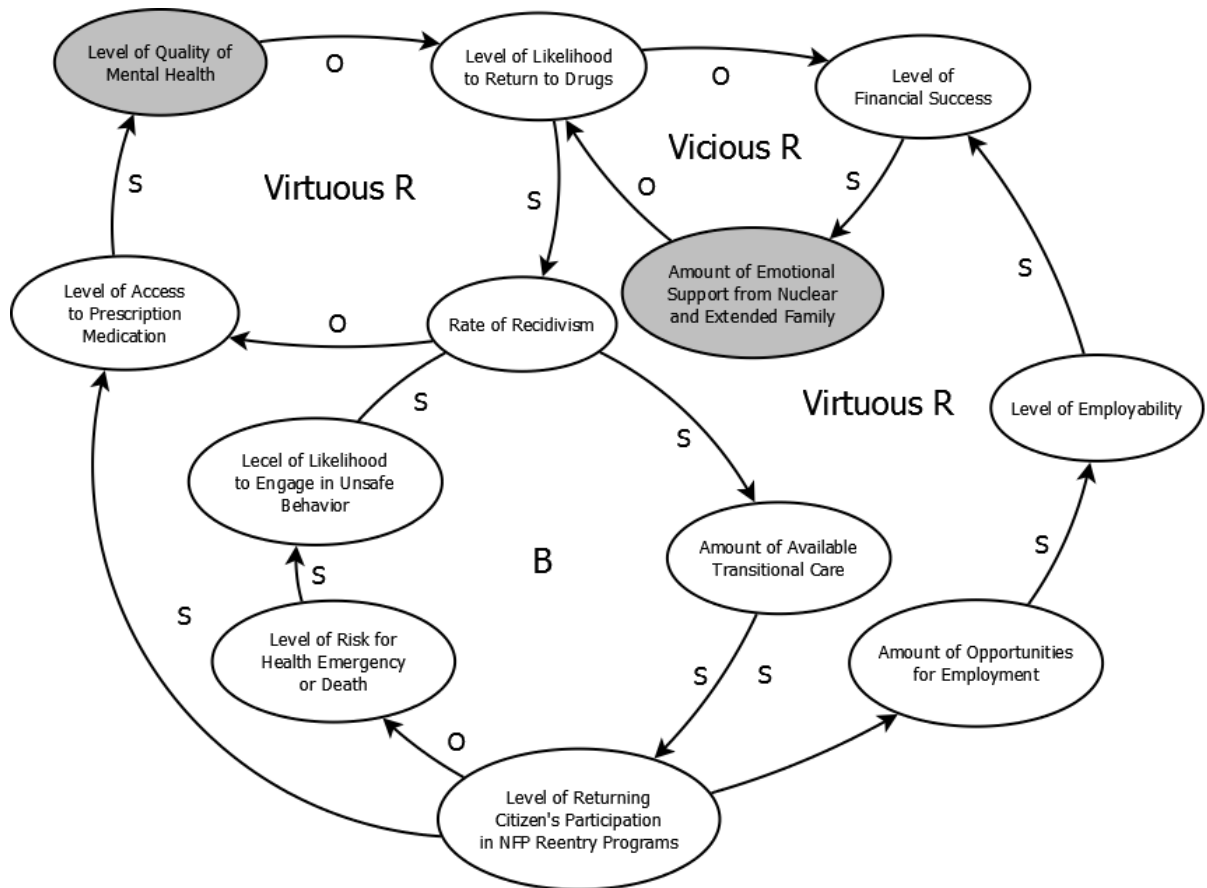 Level of Quality of
Mental Health
O
Level of Likelihood
to Return to Drugs
O
Level of
Financial Success
Vicious R
O
S
S
Virtuous R
S
Amount of Emotional
Support from Nuclear
and Extended Family
S
Level of Access
to Prescription
Medication
O
Rate of Recidivism
Virtuous R
Level of Employability
S
S
Lecel of Likelihood
to Engage in Unsafe
Behavior
B
Amount of Available
Transitional Care
S
S
S
Level of Risk for
Health Emergency
or Death
S
S
Amount of Opportunities
for Employment
O
Level of Returning
Citizen's Participation
in NFP Reentry Programs